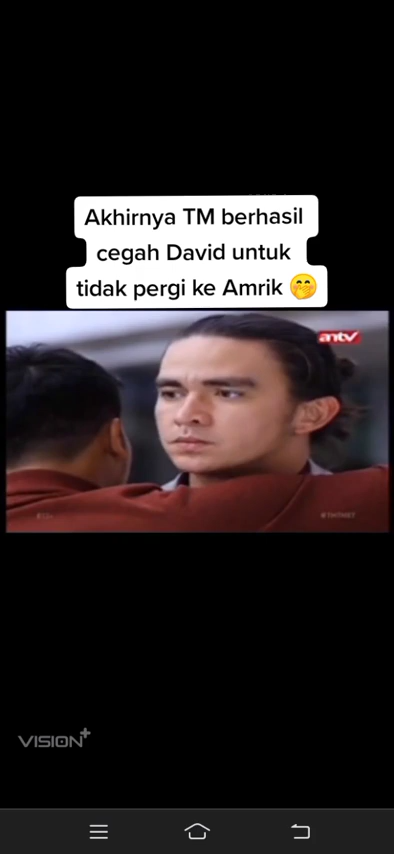 Akhirnya TM berhasil
cegah David untuk
tidak pergi ke Amrik 🤭
antv
VISION+